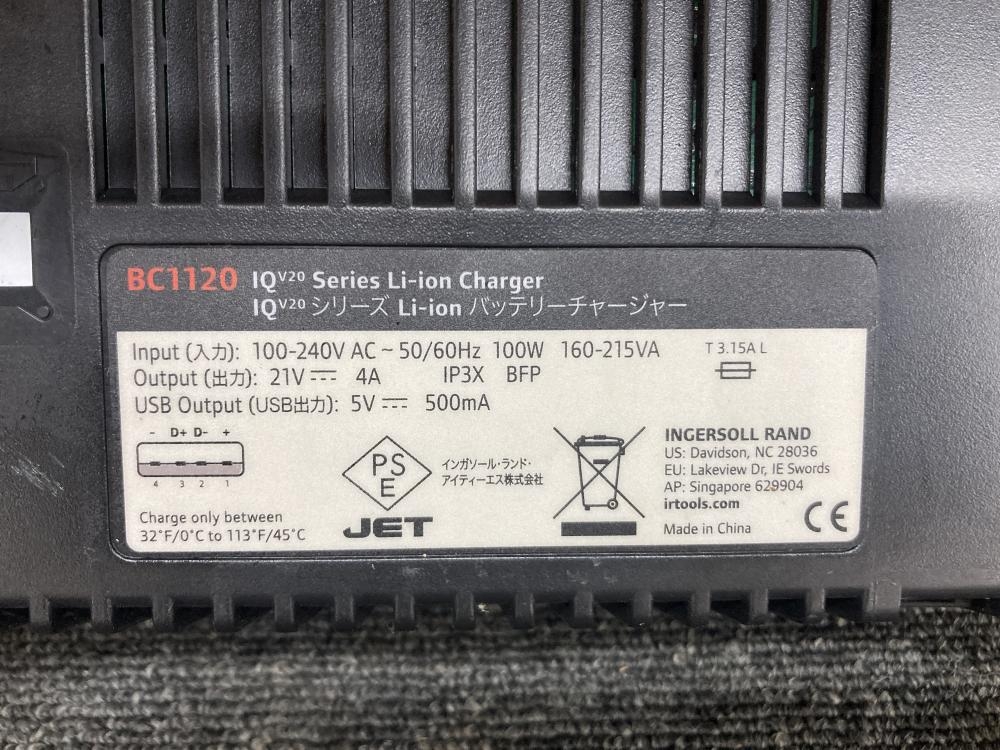 BC1120 IQV20 Series Li-ion Charger
IQV20 シリーズ Li-ion バッテリーチャージャー
Input (入力): 100-240V AC ~ 50/60Hz 100W 160-215VA
T 3.15A L
Output (出力): 21V ⎓ 4A IP3X BFP
USB Output (USB出力): 5V ⎓ 500mA
- D+ D- +
4 3 2 1
Charge only between
32°F/0°C to 113°F/45°C
PS
E
JET
インガソール・ランド・
アイティーエス株式会社
INGERSOLL RAND
US: Davidson, NC 28036
EU: Lakeview Dr, IE Swords
AP: Singapore 629904
irtools.com
Made in China
CE